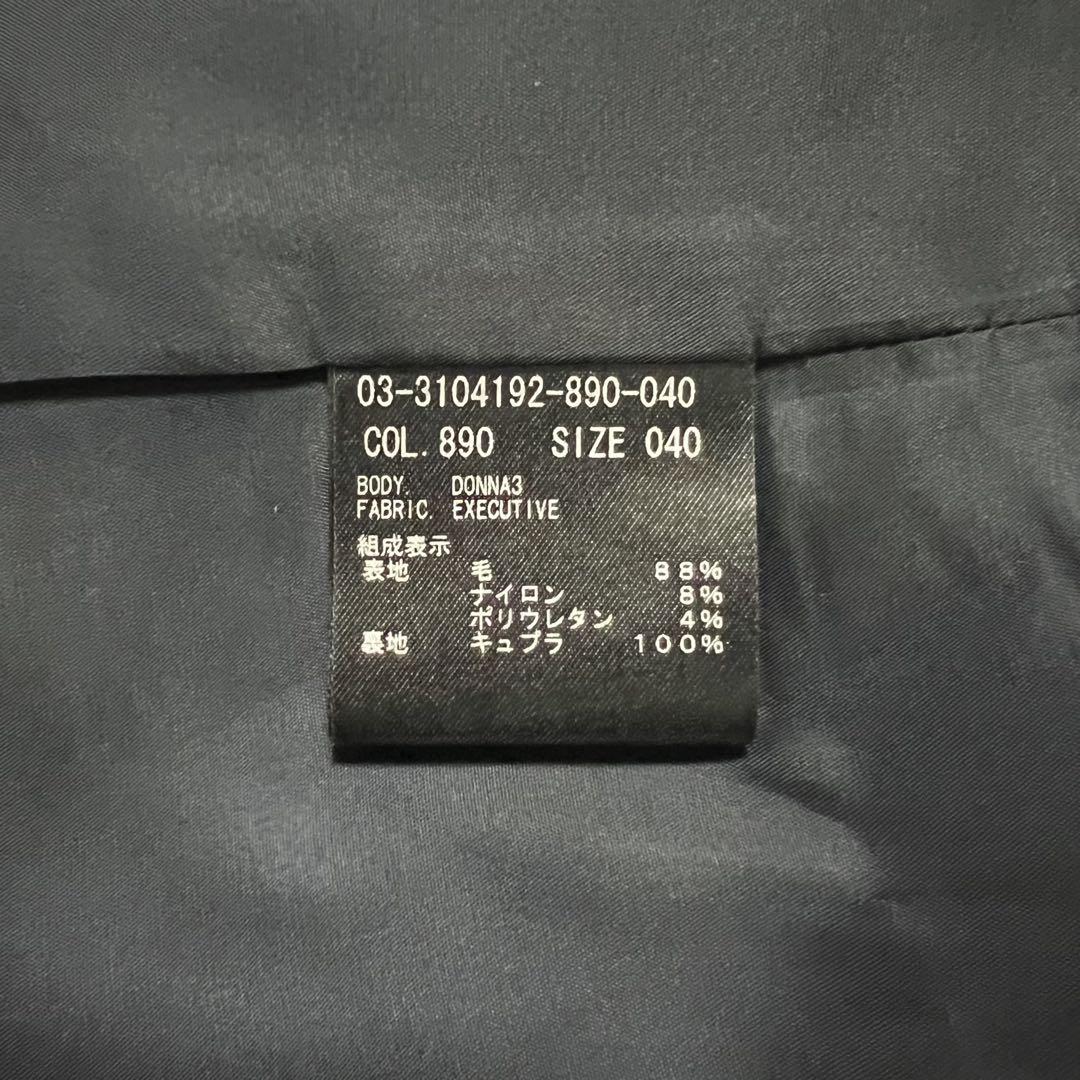 03-3104192-890-040
COL. 890 SIZE 040
BODY. DONNA3
FABRIC. EXECUTIVE
組成表示
表地 毛 88%
ナイロン 8%
ポリウレタン 4%
裏地 キュプラ 100%